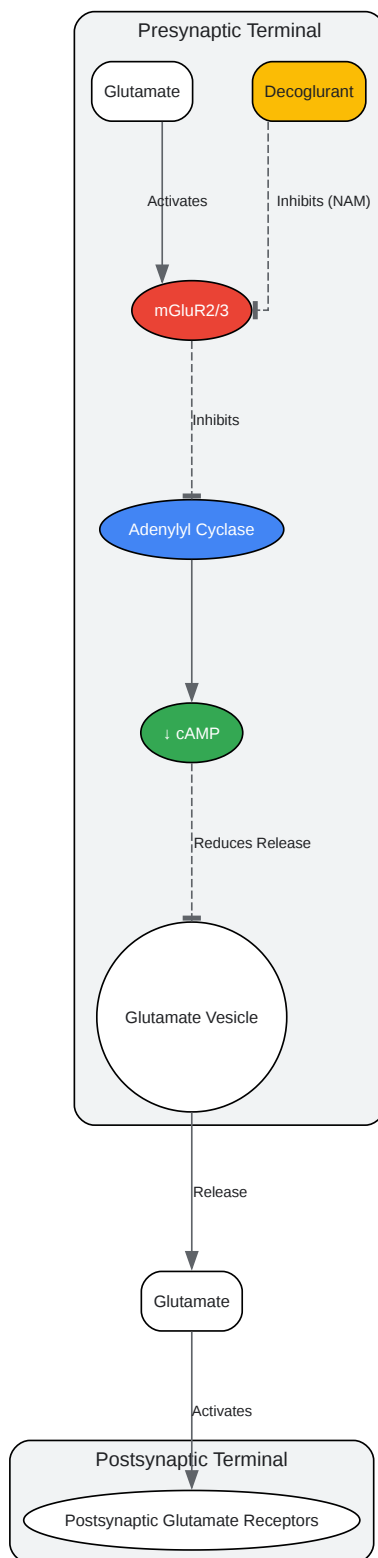 Presynaptic Terminal
Glutamate
Decoglurant
Activates
Inhibits (NAM)
mGluR2/3
Inhibits
Adenylyl Cyclase
↓ cAMP
Reduces Release
Glutamate Vesicle
Release
Glutamate
Activates
Postsynaptic Terminal
Postsynaptic Glutamate Receptors